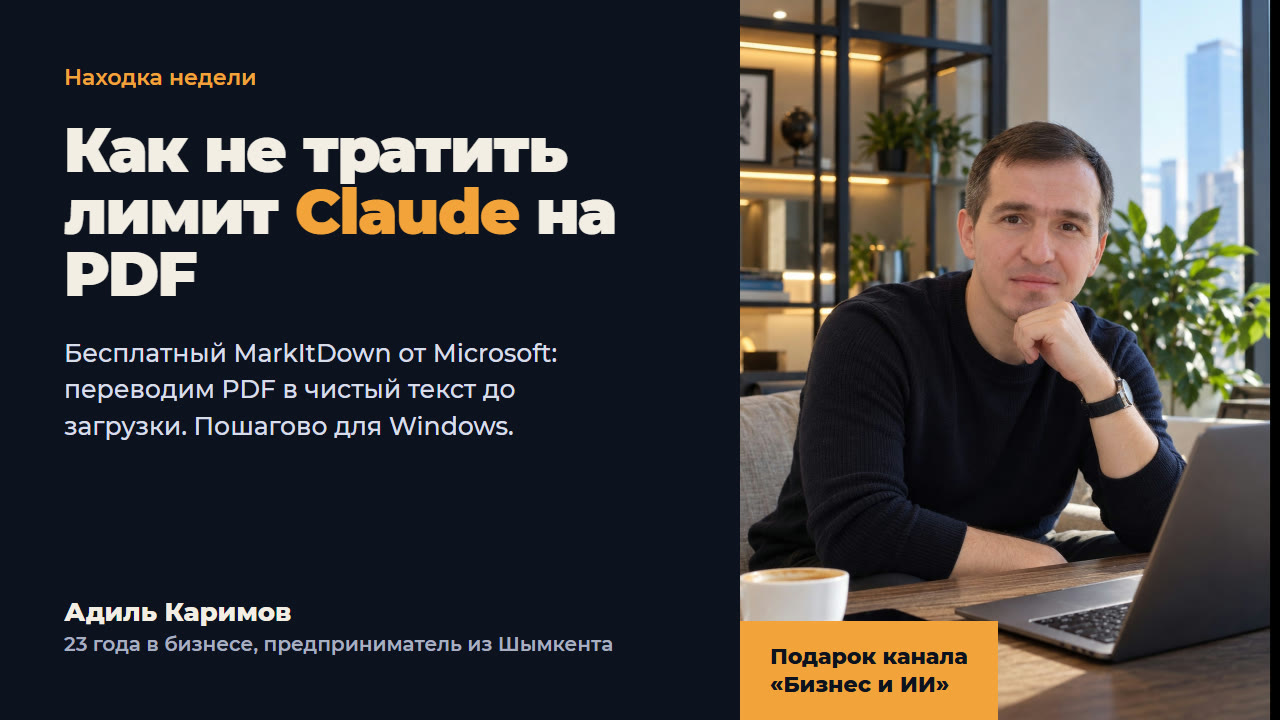 Находка недели
Как не тратить
лимит Claude на
PDF
Бесплатный MarkItDown от Microsoft:
переводим PDF в чистый текст до
загрузки. Пошагово для Windows.
Адиль Каримов
23 года в бизнесе, предприниматель из Шымкента
Подарок канала
«Бизнес и ИИ»